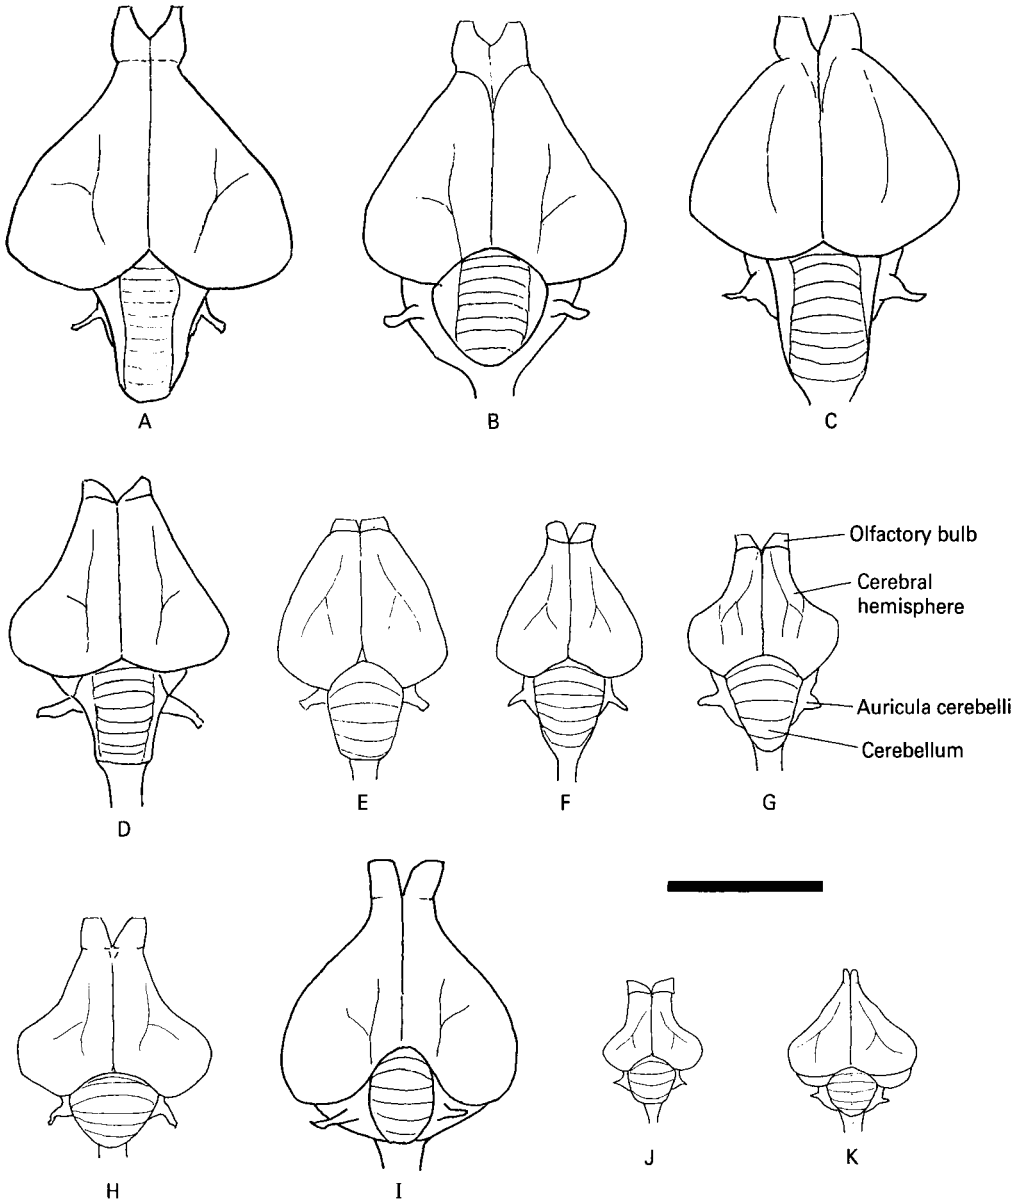 A
B
C
Olfactory bulb
Cerebral
hemisphere
Auricula cerebelli
Cerebellum
D
E
F
G
H
I
J
K